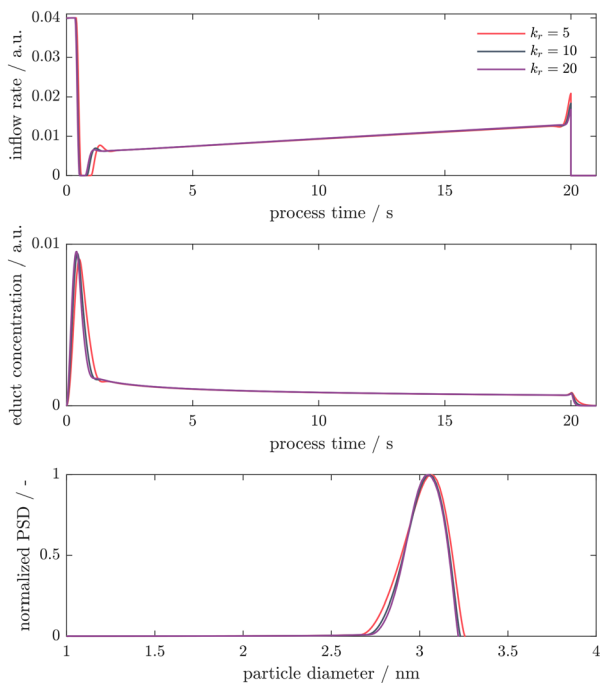 0.04
0.03
0.02
0.01
0
inflow rate / a.u.
k_r = 5
k_r = 10
k_r = 20
0 5 10 15 20
process time / s
0.01
0
educt concentration / a.u.
0 5 10 15 20
process time / s
1
0.5
0
normalized PSD / -
1 1.5 2 2.5 3 3.5 4
particle diameter / nm